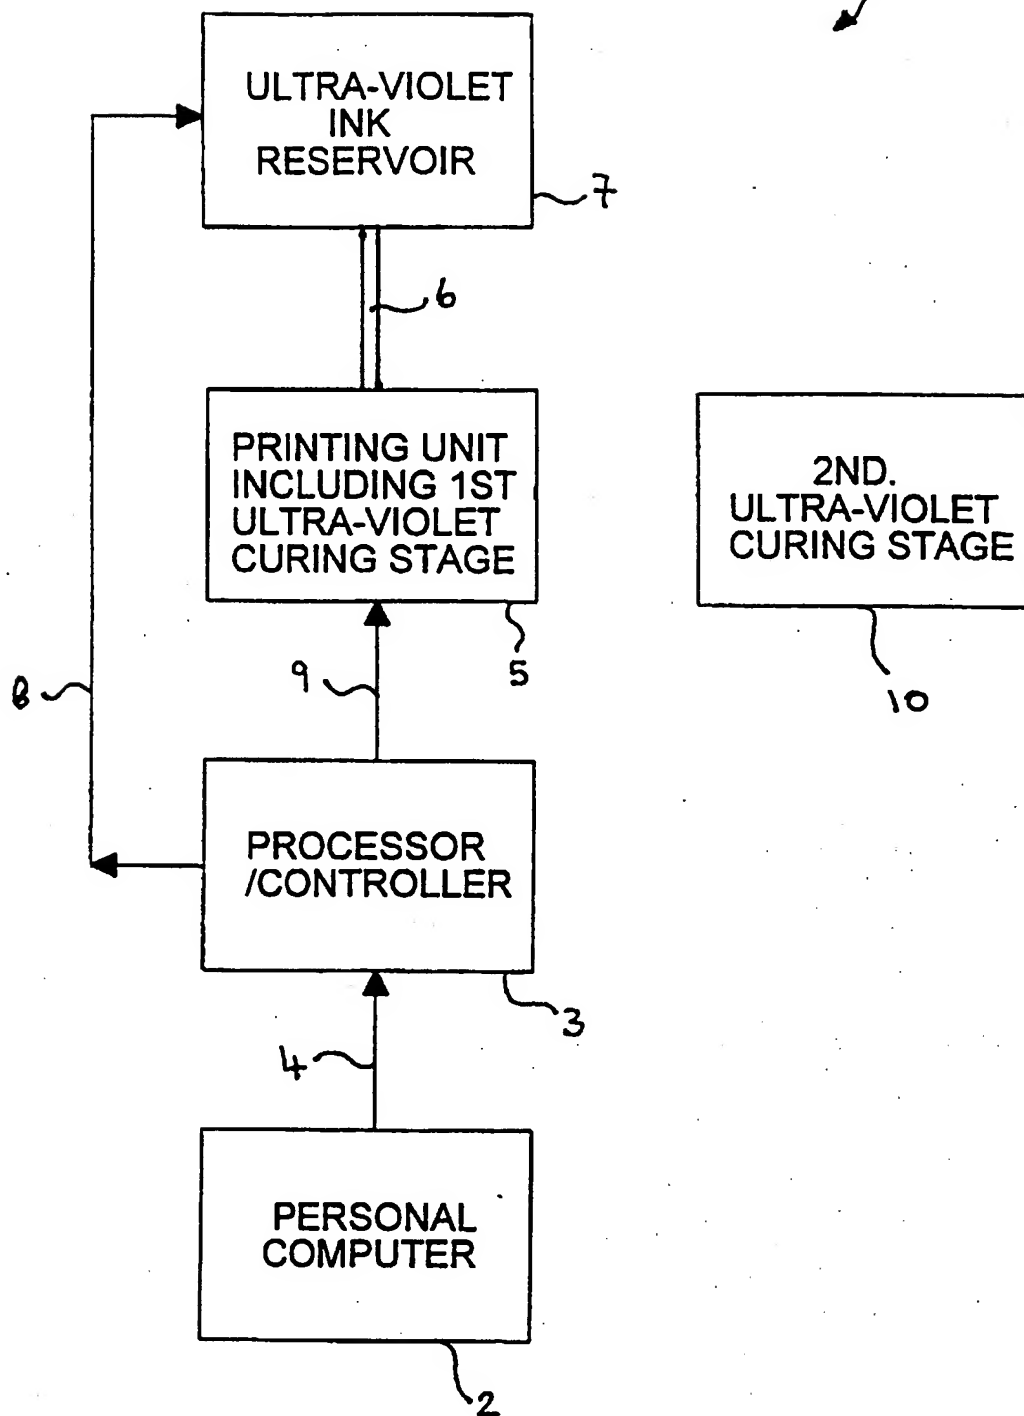 ULTRA-VIOLET
INK
RESERVOIR
7
6
PRINTING UNIT
INCLUDING 1ST
ULTRA-VIOLET
CURING STAGE
5
2ND.
ULTRA-VIOLET
CURING STAGE
10
8
9
PROCESSOR
/CONTROLLER
3
4
PERSONAL
COMPUTER
2